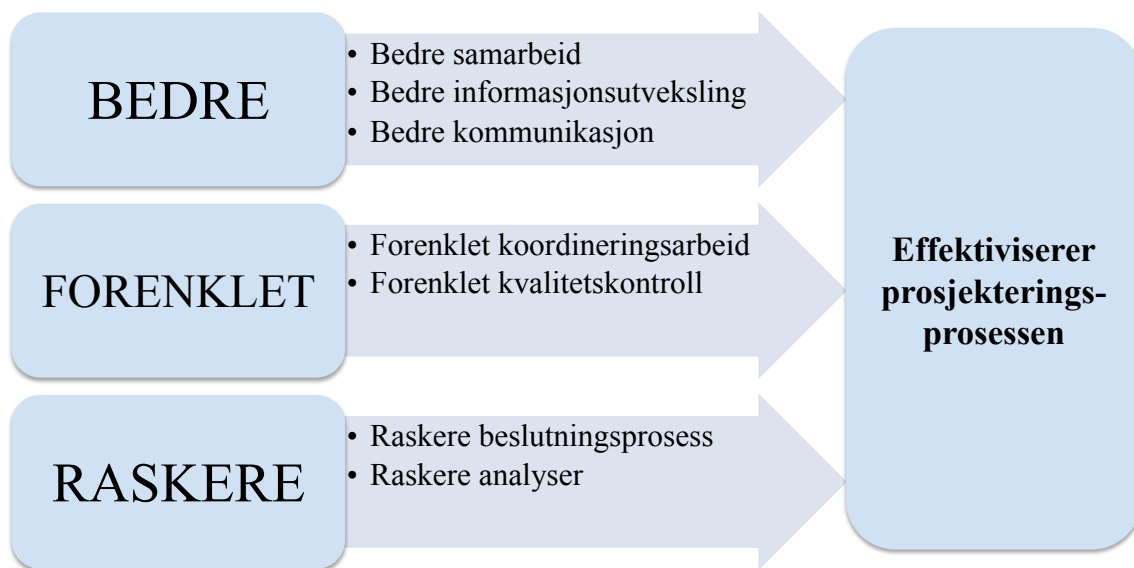 BEDRE
• Bedre samarbeid
• Bedre informasjonsutveksling
• Bedre kommunikasjon
FORENKLET
• Forenklet koordineringsarbeid
• Forenklet kvalitetskontroll
RASKERE
• Raskere beslutningsprosess
• Raskere analyser
Effektiviserer
prosjekterings-
prosessen